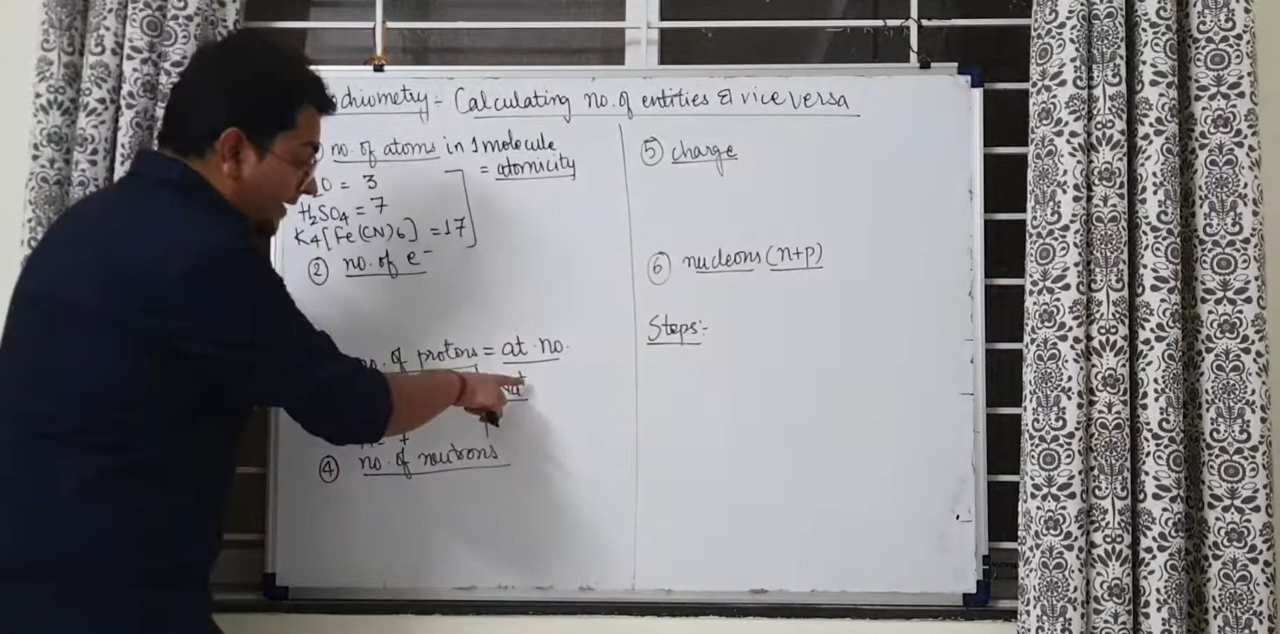 chiometry:- Calculating no. of entities & vice versa
no. of atoms in 1 molecule
= atomicity
2O = 3
H2SO4 = 7
K4[Fe(CN)6] = 17
② no. of e-
no. of protons = at. no.
④ no. of neutrons
⑤ charge
⑥ nucleons (n+p)
Steps:-